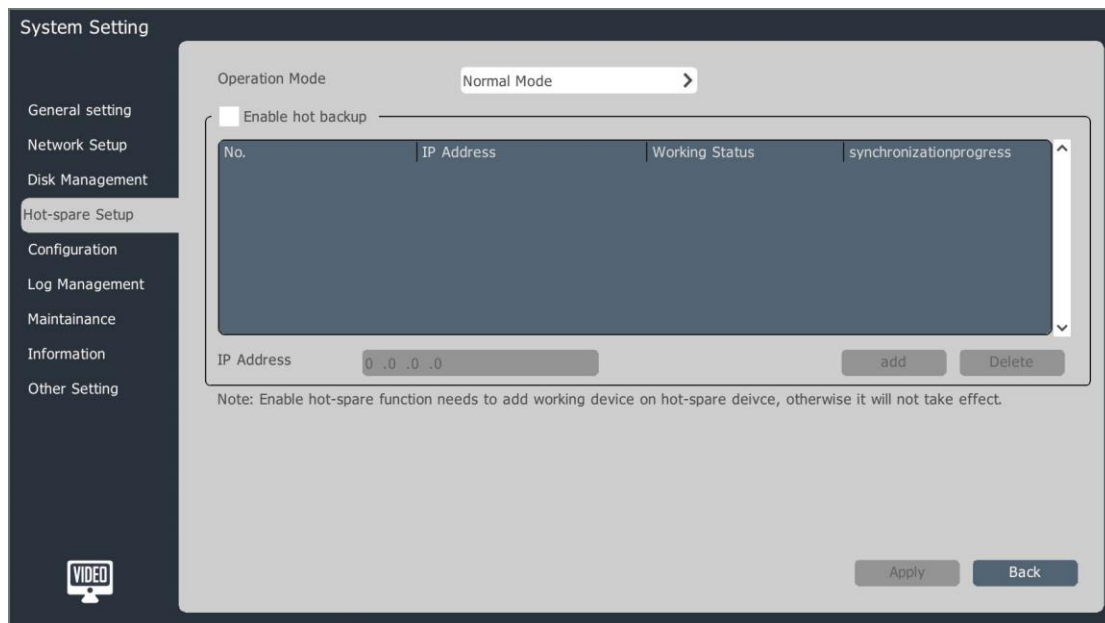 System Setting
Operation Mode
Normal Mode
General setting
Enable hot backup
Network Setup
No. IP Address Working Status synchronizationprogress
Disk Management
Hot-spare Setup
Configuration
Log Management
Maintainance
Information
IP Address 0 .0 .0 .0 add Delete
Other Setting
Note: Enable hot-spare function needs to add working device on hot-spare deivce, otherwise it will not take effect.
VIDEO
Apply Back